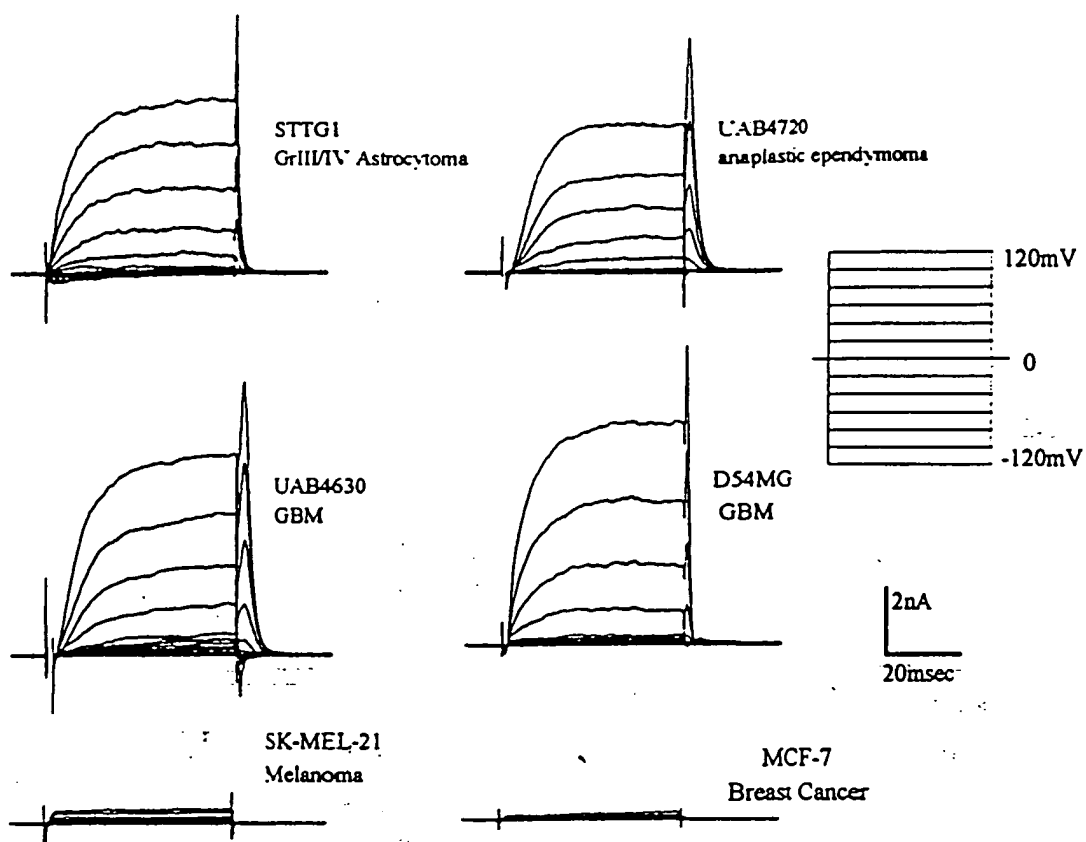 STTG1
GrIII/IV Astrocytoma
UAB4720
anaplastic ependymoma
120mV
0
-120mV
UAB4630
GBM
D54MG
GBM
2nA
20msec
SK-MEL-21
Melanoma
MCF-7
Breast Cancer